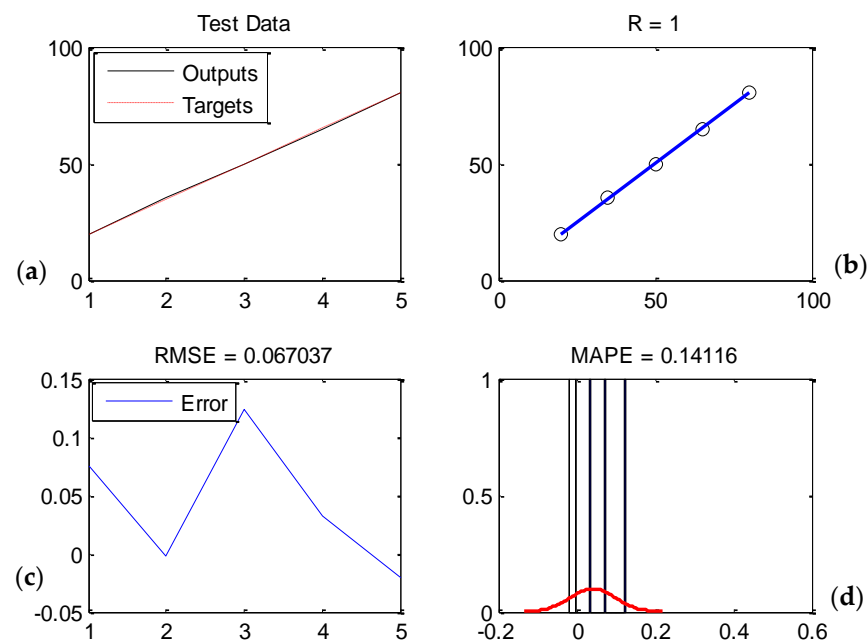 Test Data
100
50
0
1 2 3 4 5
Outputs
Targets
(a)
R = 1
100
50
0
0 50 100
(b)
RMSE = 0.067037
0.15
0.1
0.05
0
-0.05
1 2 3 4 5
Error
(c)
MAPE = 0.14116
1
0.5
0
-0.2 0 0.2 0.4 0.6
(d)